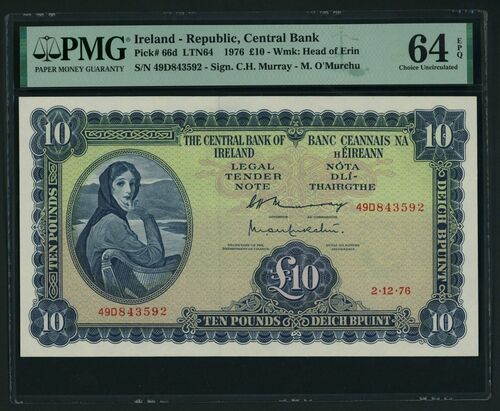 PMG
PAPER MONEY GUARANTY
Ireland - Republic, Central Bank
Pick# 66d LTN64 1976 £10 - Wmk: Head of Erin
S/N 49D843592 - Sign. C.H. Murray - M. O'Murchu
64 EPQ
Choice Uncirculated
10
10
THE CENTRAL BANK OF IRELAND
BANC CEANNAIS NA hÉIREANN
LEGAL TENDER NOTE
NÓTA DLÍ-THAIRGTHE
49D843592
TEN POUNDS
DEICH BPUINT
£10
2·12·76
49D843592
10
TEN POUNDS
DEICH BPUINT
10